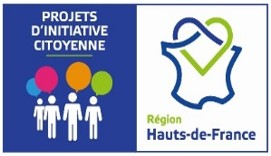 PROJETS
D'INITIATIVE
CITOYENNE
Région
Hauts-de-France